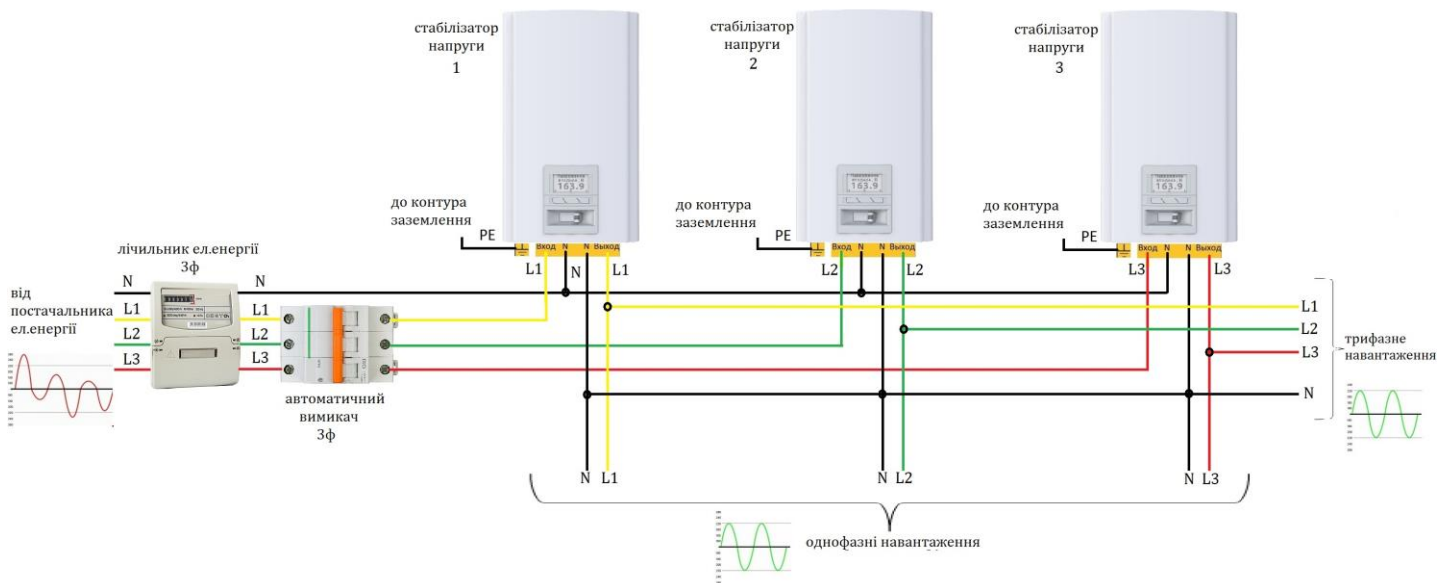 стабілізатор
напруги
1
стабілізатор
напруги
2
стабілізатор
напруги
3
163.9
163.9
163.9
до контура
заземлення
PE
до контура
заземлення
PE
до контура
заземлення
PE
Вход N N Выход
Вход N N Выход
Вход N N Выход
L1 N L1
L2 L2
L3 L3
лічильник ел.енергії
3ф
від
постачальника
ел.енергії
N N
L1 L1
L2 L2
L3 L3
автоматичний
вимикач
3ф
L1
L2
L3
N
трифазне
навантаження
N L1
N L2
N L3
однофазні навантаження